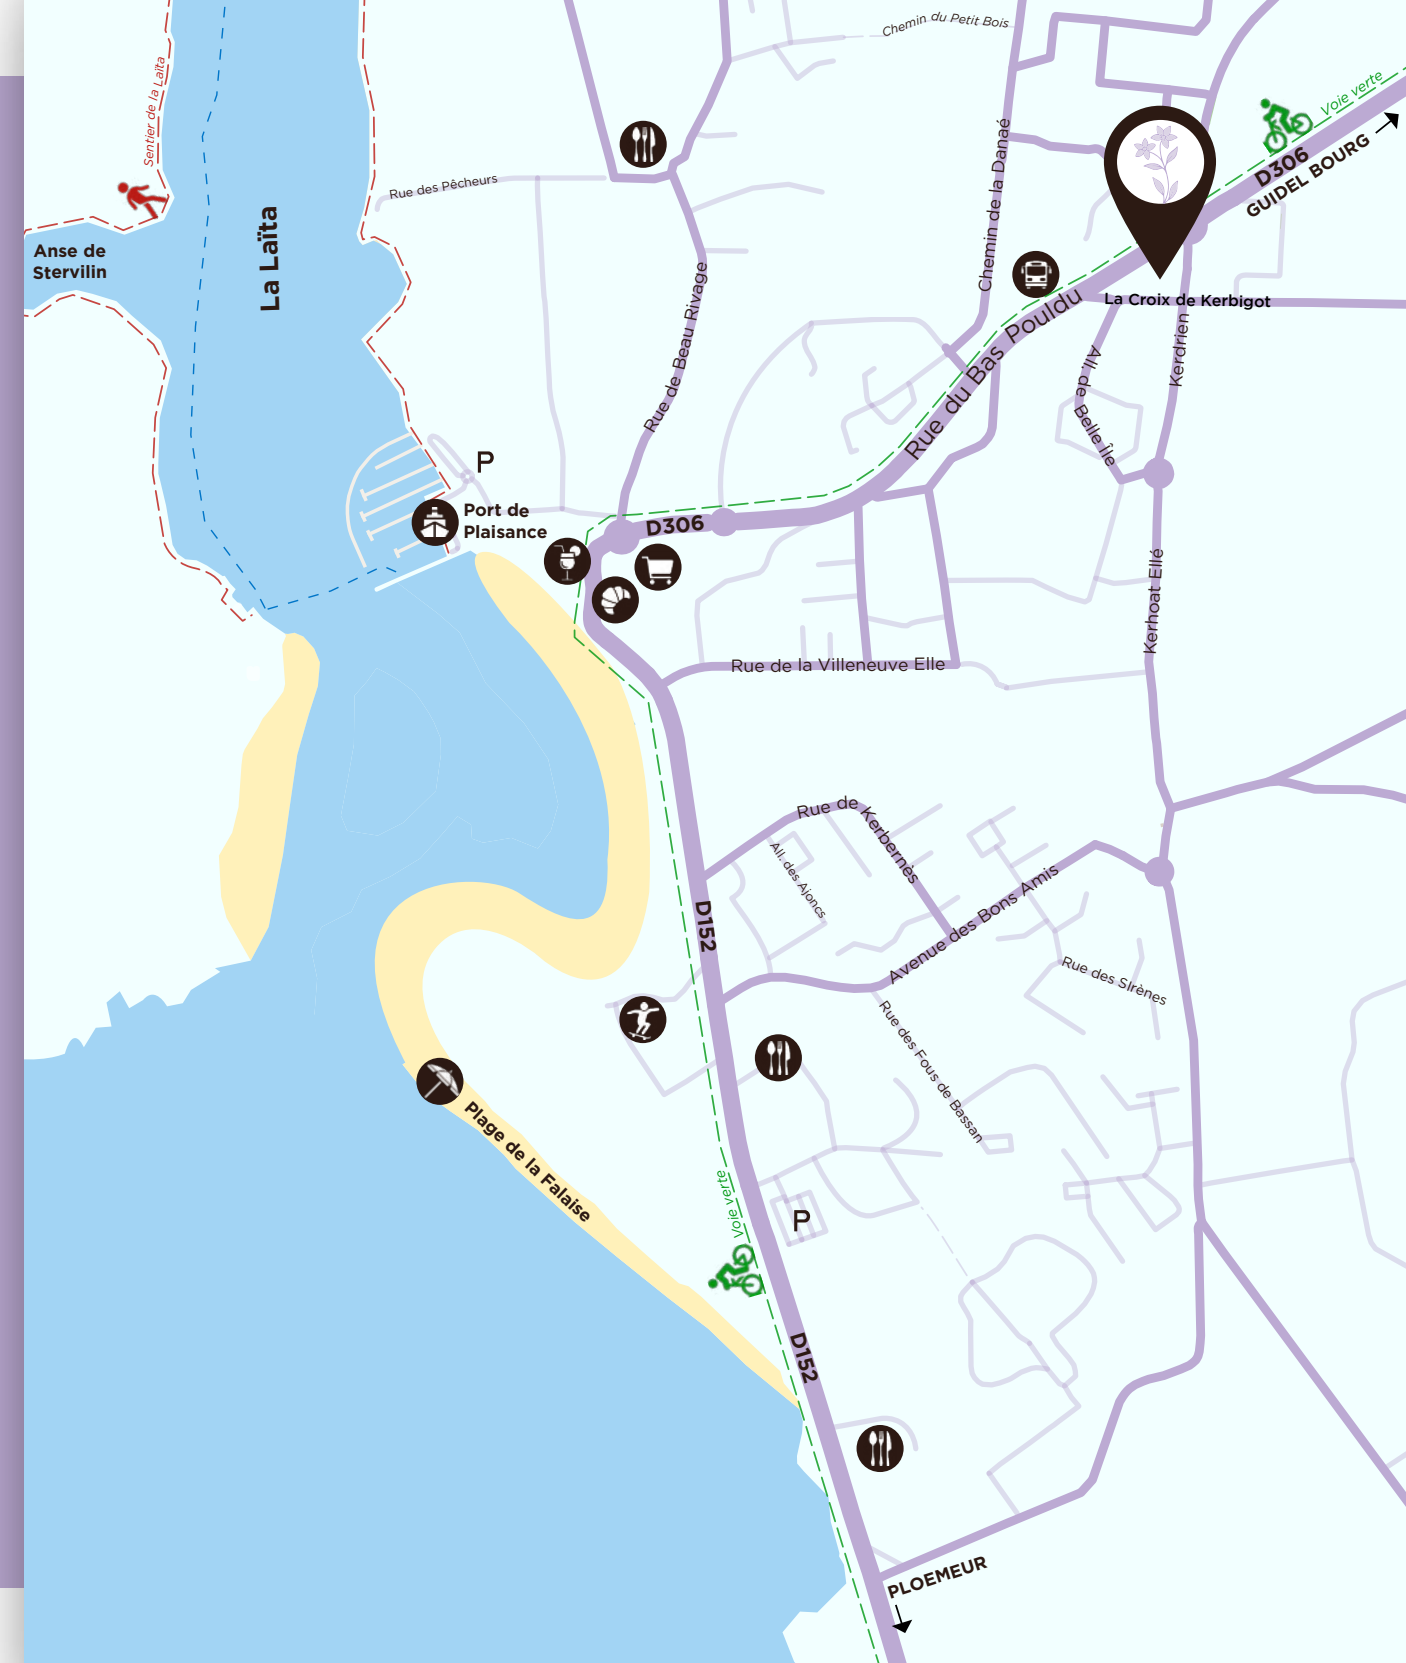 Chemin du Petit Bois
Sentier de la Laïta
Voie verte
D306
GUIDEL BOURG
Rue des Pêcheurs
Chemin de la Danaé
Anse de
Stervilin
La Laïta
La Croix de Kerbigot
Rue de Beau Rivage
Rue du Bas Pouldu
All. de
Belle Île
Kerdrien
P
Port de
Plaisance
D306
Kerhoat Ellé
Rue de la Villeneuve Elle
Rue de Kerbernès
All. des Ajoncs
Avenue des Bons Amis
D152
Rue des SIrènes
Rue des Fous de Bassan
Plage de la Falaise
Voie verte
P
D152
PLOEMEUR